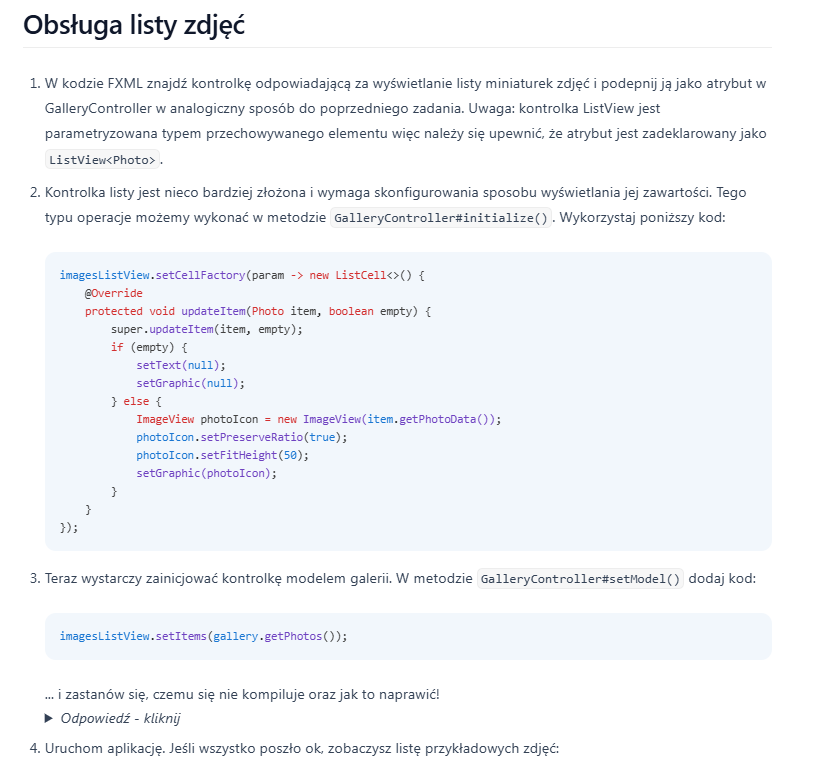 Obsługa listy zdjęć
1. W kodzie FXML znajdź kontrolkę odpowiadającą za wyświetlanie listy miniaturek zdjęć i podepnij ją jako atrybut w
GalleryController w analogiczny sposób do poprzedniego zadania. Uwaga: kontrolka ListView jest
parametryzowana typem przechowywanego elementu więc należy się upewnić, że atrybut jest zadeklarowany jako
ListView<Photo>.
2. Kontrolka listy jest nieco bardziej złożona i wymaga skonfigurowania sposobu wyświetlania jej zawartości. Tego
typu operacje możemy wykonać w metodzie GalleryController#initialize(). Wykorzystaj poniższy kod:
imagesListView.setCellFactory(param -> new ListCell<>() {
    @Override
    protected void updateItem(Photo item, boolean empty) {
        super.updateItem(item, empty);
        if (empty) {
            setText(null);
            setGraphic(null);
        } else {
            ImageView photoIcon = new ImageView(item.getPhotoData());
            photoIcon.setPreserveRatio(true);
            photoIcon.setFitHeight(50);
            setGraphic(photoIcon);
        }
    }
});
3. Teraz wystarczy zainicjować kontrolkę modelem galerii. W metodzie GalleryController#setModel() dodaj kod:
imagesListView.setItems(gallery.getPhotos());
... i zastanów się, czemu się nie kompiluje oraz jak to naprawić!
▶ Odpowiedź - kliknij
4. Uruchom aplikację. Jeśli wszystko poszło ok, zobaczysz listę przykładowych zdjęć: